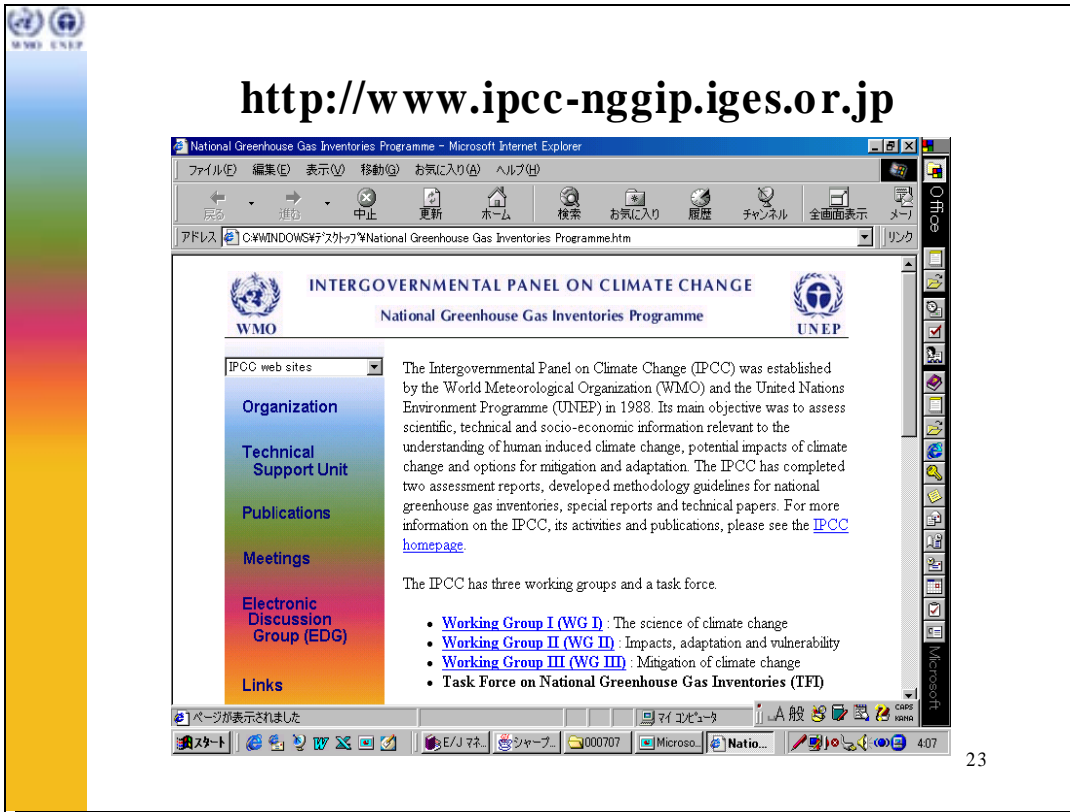 WMO UNEP
http://www.ipcc-nggip.iges.or.jp
National Greenhouse Gas Inventories Programme - Microsoft Internet Explorer
ファイル(F) 編集(E) 表示(V) 移動(G) お気に入り(A) ヘルプ(H)
戻る 進む 中止 更新 ホーム 検索 お気に入り 履歴 チャンネル 全画面表示
アドレス C:¥WINDOWS¥デスクトップ¥National Greenhouse Gas Inventories Programme.htm リンク
Office
INTERGOVERNMENTAL PANEL ON CLIMATE CHANGE
National Greenhouse Gas Inventories Programme
WMO
UNEP
IPCC web sites
Organization
Technical
Support Unit
Publications
Meetings
Electronic
Discussion
Group (EDG)
Links
The Intergovernmental Panel on Climate Change (IPCC) was established
by the World Meteorological Organization (WMO) and the United Nations
Environment Programme (UNEP) in 1988. Its main objective was to assess
scientific, technical and socio-economic information relevant to the
understanding of human induced climate change, potential impacts of climate
change and options for mitigation and adaptation. The IPCC has completed
two assessment reports, developed methodology guidelines for national
greenhouse gas inventories, special reports and technical papers. For more
information on the IPCC, its activities and publications, please see the IPCC
homepage.
The IPCC has three working groups and a task force.
• Working Group I (WG I) : The science of climate change
• Working Group II (WG II) : Impacts, adaptation and vulnerability
• Working Group III (WG III) : Mitigation of climate change
• Task Force on National Greenhouse Gas Inventories (TFI)
Microsoft
ページが表示されました マイ コンピュータ A 般 CAPS KANA
スタート E/J マネ... シャープ... 000707 Microso... Natio... 4:07
23